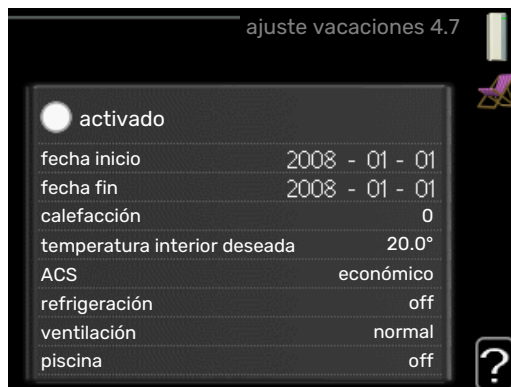 ajuste vacaciones 4.7
activado
fecha inicio 2008 - 01 - 01
fecha fin 2008 - 01 - 01
calefacción 0
temperatura interior deseada 20.0°
ACS económico
refrigeración off
ventilación normal
piscina off
?